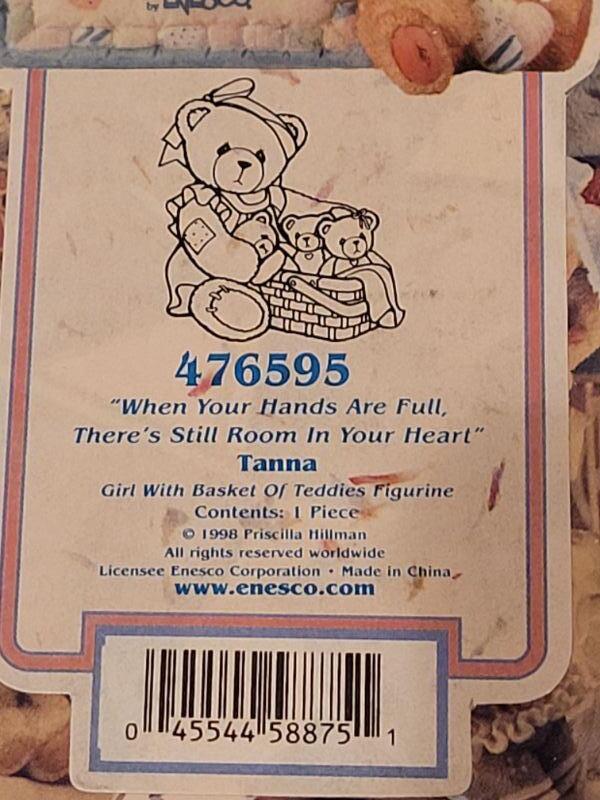 by ENESCO
476595
"When Your Hands Are Full,
There's Still Room In Your Heart"
Tanna
Girl With Basket Of Teddies Figurine
Contents: 1 Piece
© 1998 Priscilla Hillman
All rights reserved worldwide
Licensee Enesco Corporation • Made in China
www.enesco.com
0 45544 58875 1